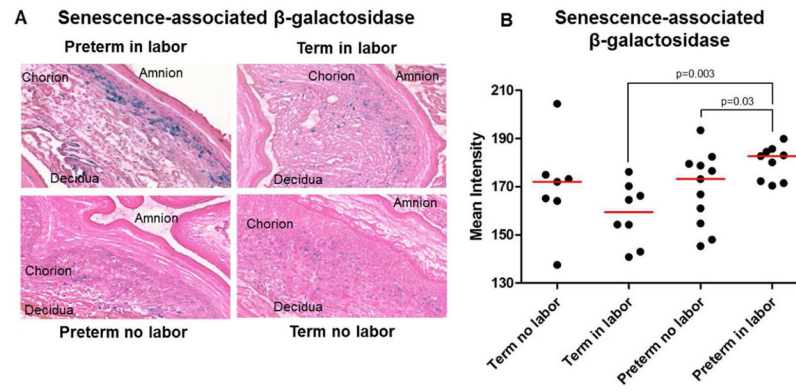 A
Senescence-associated β-galactosidase
Preterm in labor
Term in labor
Chorion
Amnion
Decidua
Chorion
Amnion
Decidua
Amnion
Chorion
Decidua
Amnion
Chorion
Decidua
Preterm no labor
Term no labor
B
Senescence-associated
β-galactosidase
p=0.003
p=0.03
Mean Intensity
210
190
170
150
130
Term no labor
Term in labor
Preterm no labor
Preterm in labor